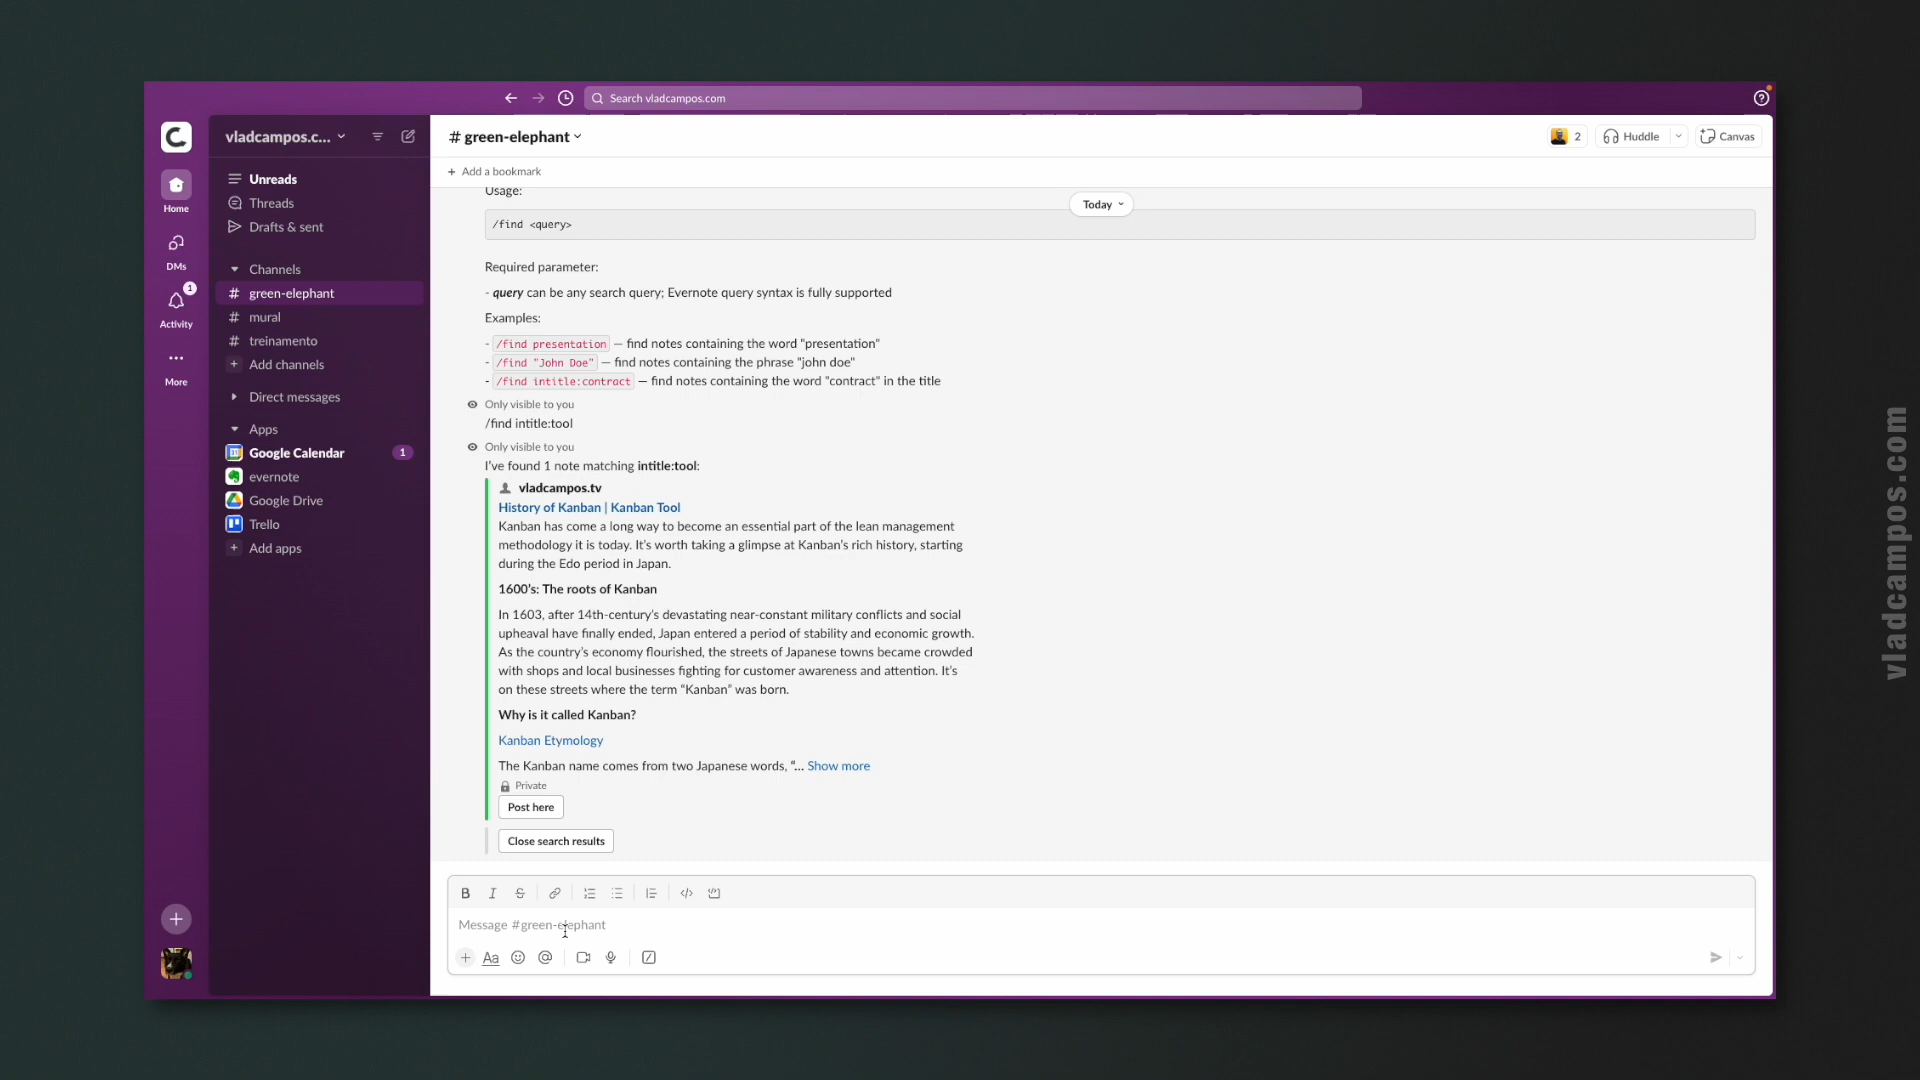 Search vladcampos.com
vladcampos.c...
# green-elephant
2
Huddle
Canvas
+ Add a bookmark
Home
DMs
1
Activity
More
Unreads
Threads
Drafts & sent
Channels
# green-elephant
# mural
# treinamento
+ Add channels
Direct messages
Apps
Google Calendar 1
evernote
Google Drive
Trello
+ Add apps
Usage:
Today
/find <query>
Required parameter:
- query can be any search query; Evernote query syntax is fully supported
Examples:
- /find presentation — find notes containing the word "presentation"
- /find "John Doe" — find notes containing the phrase "john doe"
- /find intitle:contract — find notes containing the word "contract" in the title
Only visible to you
/find intitle:tool
Only visible to you
I've found 1 note matching intitle:tool:
vladcampos.tv
History of Kanban | Kanban Tool
Kanban has come a long way to become an essential part of the lean management
methodology it is today. It's worth taking a glimpse at Kanban's rich history, starting
during the Edo period in Japan.
1600's: The roots of Kanban
In 1603, after 14th-century's devastating near-constant military conflicts and social
upheaval have finally ended, Japan entered a period of stability and economic growth.
As the country's economy flourished, the streets of Japanese towns became crowded
with shops and local businesses fighting for customer awareness and attention. It's
on these streets where the term “Kanban” was born.
Why is it called Kanban?
Kanban Etymology
The Kanban name comes from two Japanese words, “... Show more
Private
Post here
Close search results
B I S
Message #green-elephant
+ Aa @
vladcampos.com